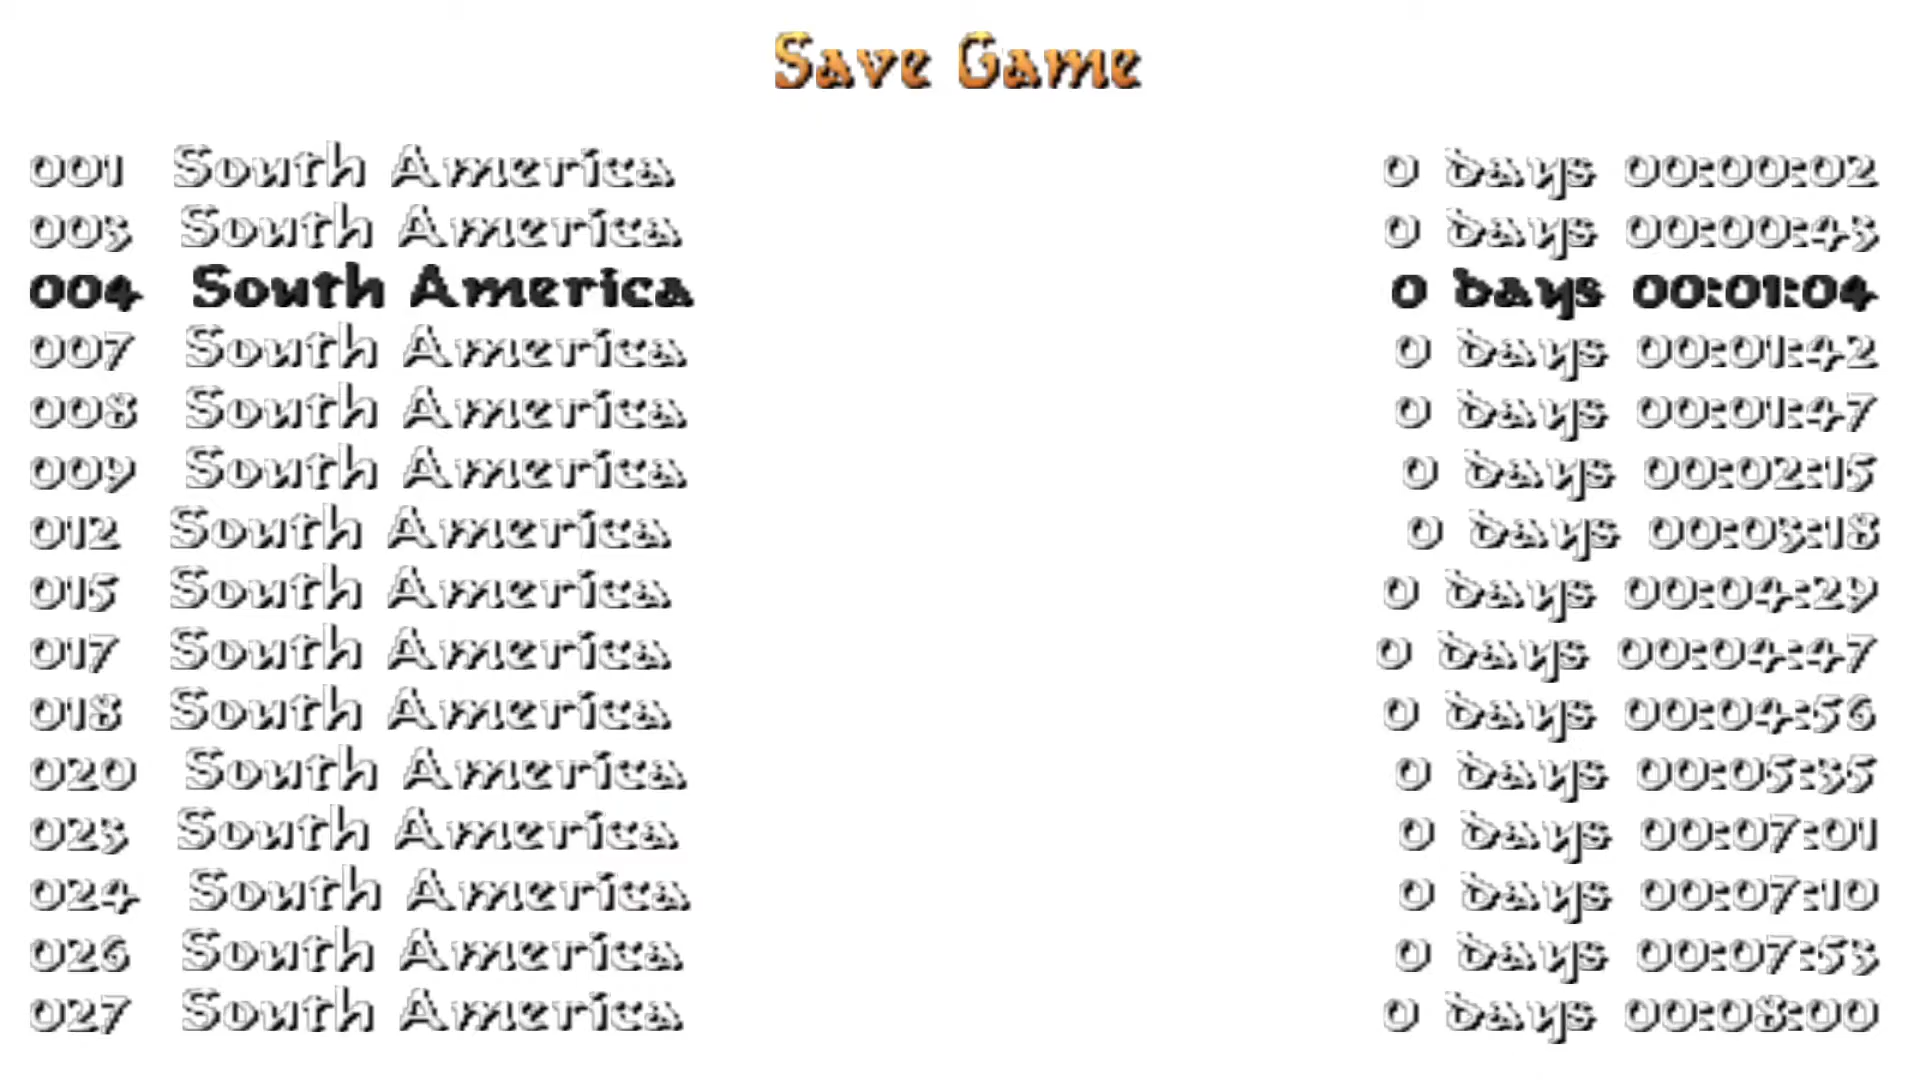 Save Game
001 South America 0 days 00:00:02
003 South America 0 days 00:00:43
004 South America 0 days 00:01:04
007 South America 0 days 00:01:42
008 South America 0 days 00:01:47
009 South America 0 days 00:02:15
012 South America 0 days 00:03:18
015 South America 0 days 00:04:29
017 South America 0 days 00:04:47
018 South America 0 days 00:04:56
020 South America 0 days 00:05:35
023 South America 0 days 00:07:01
024 South America 0 days 00:07:10
026 South America 0 days 00:07:53
027 South America 0 days 00:08:00